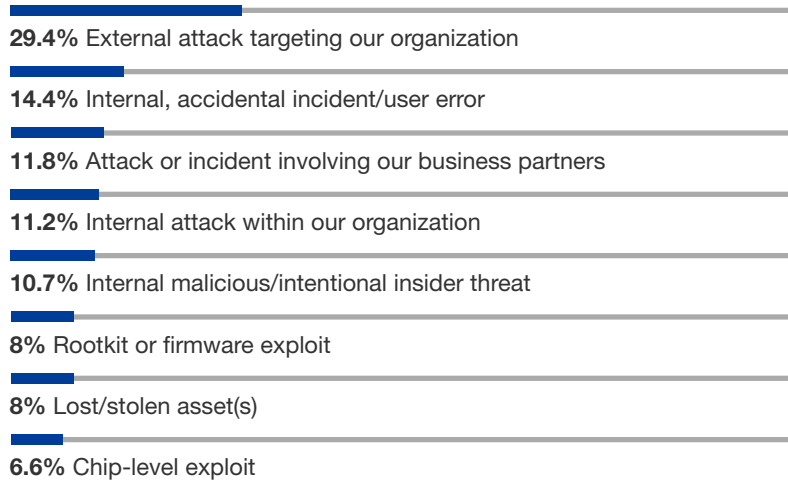 29.4% External attack targeting our organization
14.4% Internal, accidental incident/user error
11.8% Attack or incident involving our business partners
11.2% Internal attack within our organization
10.7% Internal malicious/intentional insider threat
8% Rootkit or firmware exploit
8% Lost/stolen asset(s)
6.6% Chip-level exploit